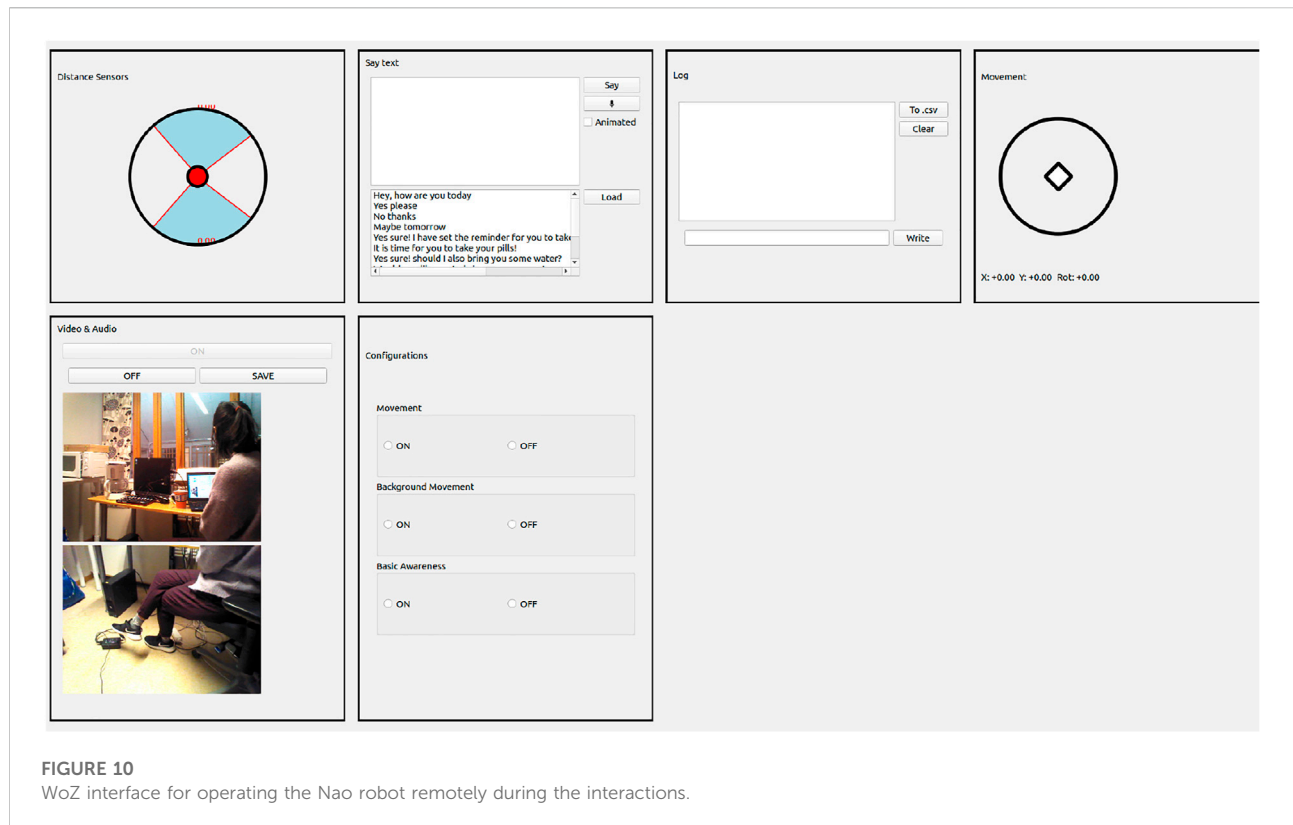 Distance Sensors
0.00
0.00
Say text
Say
Animated
Hey, how are you today
Yes please
No thanks
Maybe tomorrow
Yes sure! I have set the reminder for you to take
It is time for you to take your pills!
Yes sure! should I also bring you some water?
Load
Log
To .csv
Clear
Write
Movement
X: +0.00 Y: +0.00 Rot: +0.00
Video & Audio
ON
OFF SAVE
Configurations
Movement
ON OFF
Background Movement
ON OFF
Basic Awareness
ON OFF
FIGURE 10
WoZ interface for operating the Nao robot remotely during the interactions.